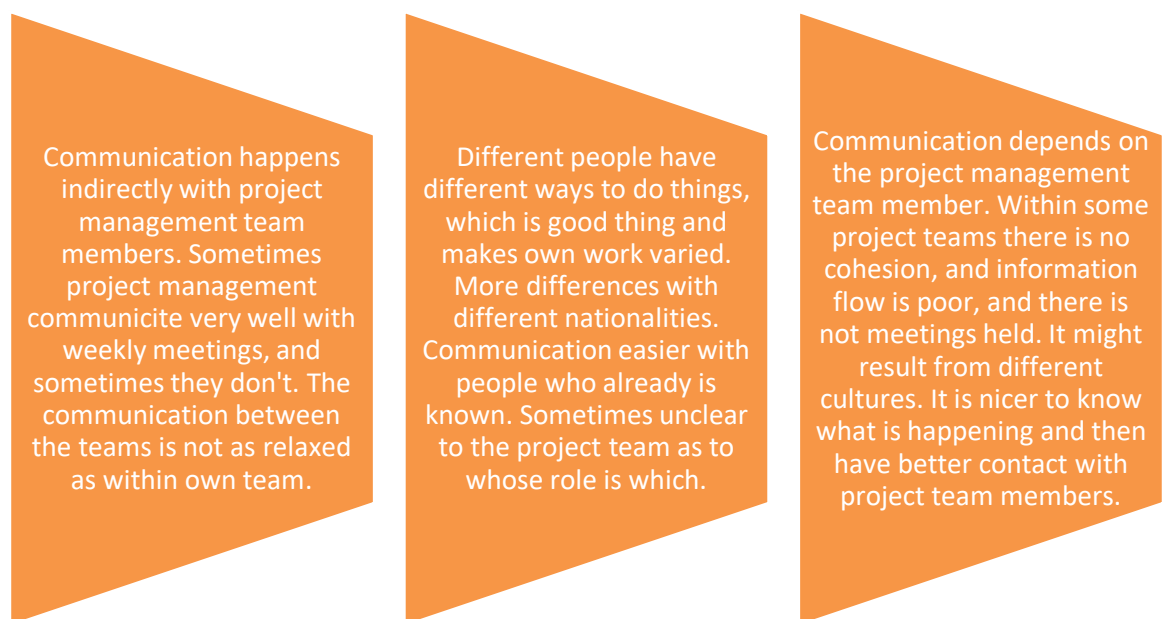 Communication happens
indirectly with project
management team
members. Sometimes
project management
communicite very well with
weekly meetings, and
sometimes they don't. The
communication between
the teams is not as relaxed
as within own team.
Different people have
different ways to do things,
which is good thing and
makes own work varied.
More differences with
different nationalities.
Communication easier with
people who already is
known. Sometimes unclear
to the project team as to
whose role is which.
Communication depends on
the project management
team member. Within some
project teams there is no
cohesion, and information
flow is poor, and there is
not meetings held. It might
result from different
cultures. It is nicer to know
what is happening and then
have better contact with
project team members.